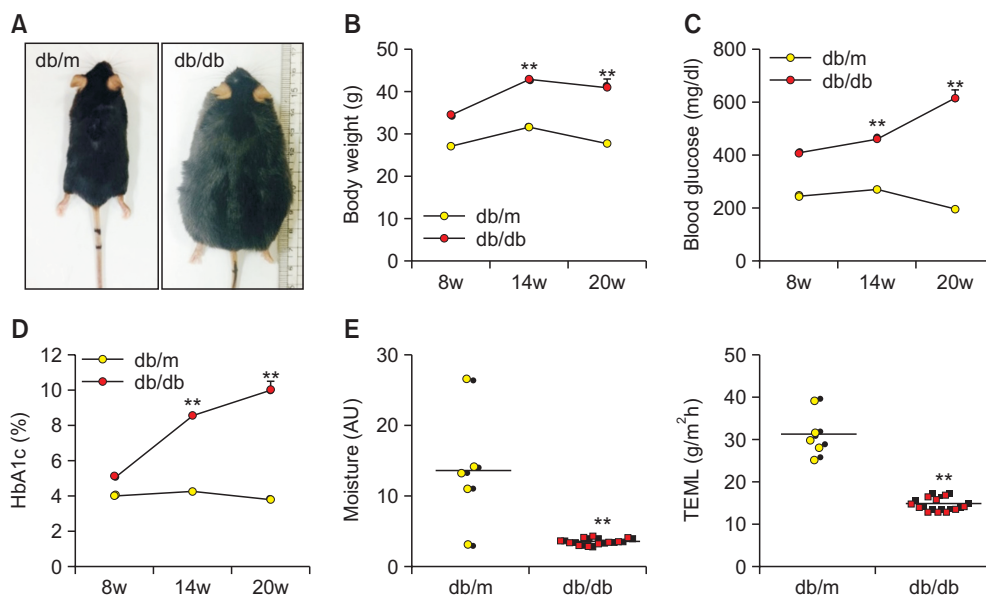 A
db/m
db/db
B
Body weight (g)
50
40
30
20
10
0
**
**
db/m
db/db
8w
14w
20w
C
Blood glucose (mg/dl)
800
600
400
200
0
db/m
db/db
**
**
8w
14w
20w
D
HbA1c (%)
12
10
8
6
4
2
0
db/m
db/db
**
**
8w
14w
20w
E
Moisture (AU)
30
20
10
0
**
db/m
db/db
TEML (g/m²h)
50
40
30
20
10
0
**
db/m
db/db